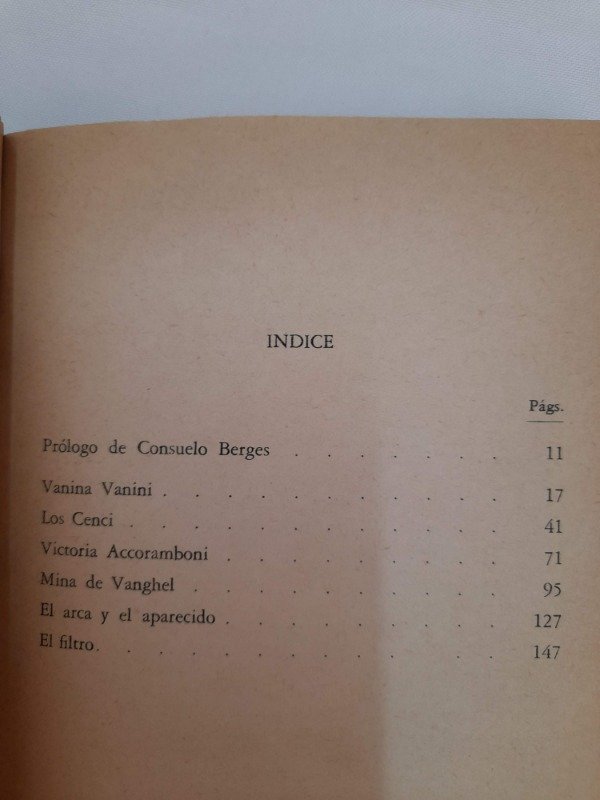 INDICE
Págs.
Prólogo de Consuelo Berges . . . . . . . 11
Vanina Vanini . . . . . . . . . . 17
Los Cenci . . . . . . . . . . . 41
Victoria Accoramboni . . . . . . . . 71
Mina de Vanghel . . . . . . . . . 95
El arca y el aparecido . . . . . . . . 127
El filtro. . . . . . . . . . . . 147